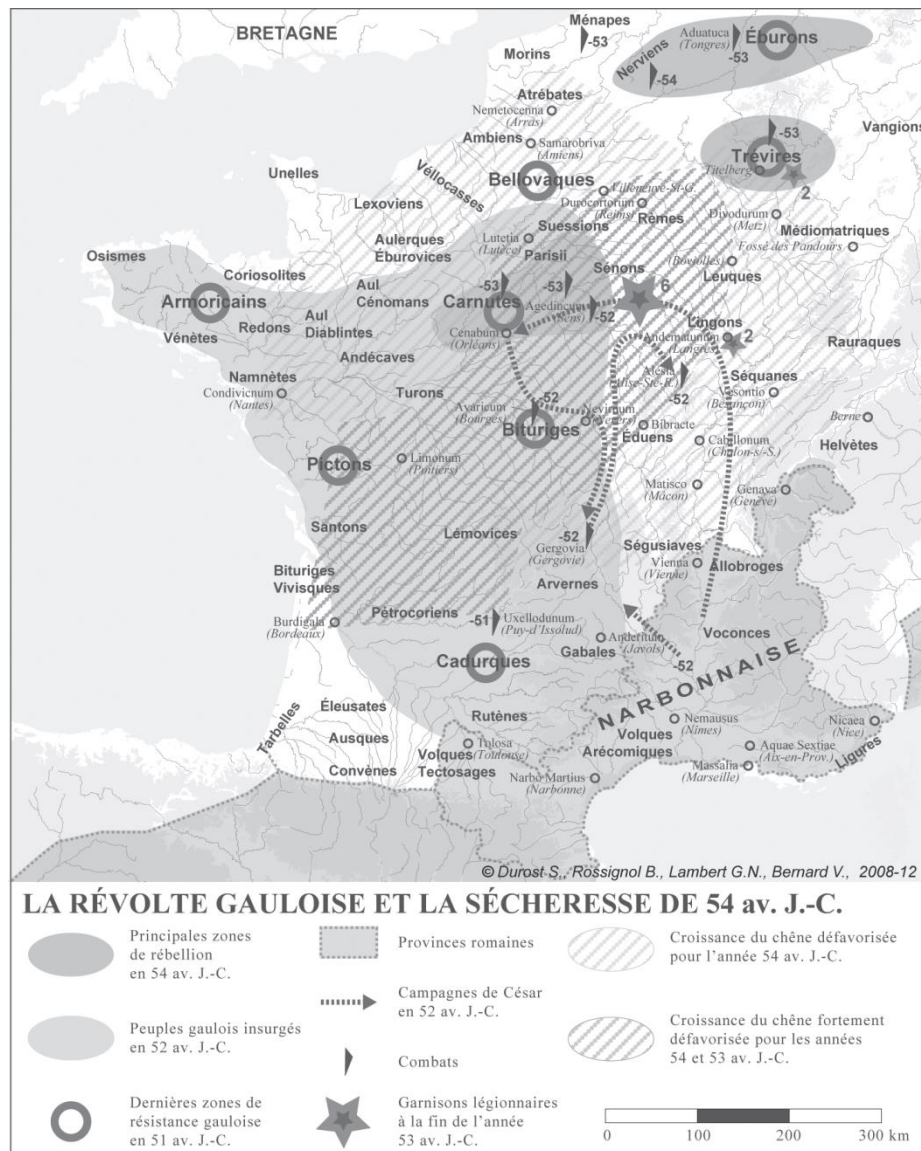 BRETAGNE
Ménapes
-53
Morins
Aduatuca
(Tongres)
-53
Éburons
Nerviens
-54
Atrébates
Nemetocenna
(Arras)
Ambiens
Samarobriva
(Amiens)
-53
Vangions
Trévires
Titelberg
2
Unelles
Véllocasses
Bellovaques
Villeneuve-St-G.
Durocortorum
(Reims)
Rèmes
Lexoviens
Divodurum
(Metz)
Médiomatriques
Suessions
Aulerques
Éburovices
Lutetia
(Lutèce)
Parisii
Fossé des Pandours
Osismes
Coriosolites
Sénons
(Boviolles)
Leuques
Armoricains
Aul
Cénomans
-53
-53
6
Carnutes
Agedincum
(Sens)
-52
Redons
Aul
Diablintes
Vénètes
Cenabum
(Orléans)
Lingons
Andematunum
(Langres)
2
Rauraques
Andécaves
Alésia
(Alise-Ste-R.)
-52
Namnètes
Condivicnum
(Nantes)
Turons
Séquanes
Vesontio
(Besançon)
-52
Avaricum
(Bourges)
Nevirnum
(Nevers)
Bituriges
Bibracte
Éduens
Berne
Helvètes
Cabillonum
(Chalon-s/-S.)
Pictons
Limonum
(Poitiers)
Matisco
(Mâcon)
Genava
(Genève)
Santons
Lémovices
-52
Gergovia
(Gergovie)
Ségusiaves
Vienna
(Vienne)
Allobroges
Bituriges
Vivisques
Arvernes
Burdigala
(Bordeaux)
Pétrocoriens
-51
Uxellodunum
(Puy-d'Issolud)
Voconces
Anderitum
(Javols)
Gabales
-52
Cadurques
NARBONNAISE
Éleusates
Rutènes
Tarbelles
Ausques
Volques
Tectosages
Tolosa
(Toulouse)
Nemausus
(Nîmes)
Volques
Arécomiques
Nicaea
(Nice)
Aquae Sextiae
(Aix-en-Prov.)
Ligures
Convènes
Narbo Martius
(Narbonne)
Massalia
(Marseille)
© Durost S., Rossignol B., Lambert G.N., Bernard V., 2008-12
LA RÉVOLTE GAULOISE ET LA SÉCHERESSE DE 54 av. J.-C.
Principales zones
de rébellion
en 54 av. J.-C.
Peuples gaulois insurgés
en 52 av. J.-C.
Dernières zones de
résistance gauloise
en 51 av. J.-C.
Provinces romaines
Campagnes de César
en 52 av. J.-C.
Combats
Garnisons légionnaires
à la fin de l'année
53 av. J.-C.
Croissance du chêne défavorisée
pour l'année 54 av. J.-C.
Croissance du chêne fortement
défavorisée pour les années
54 et 53 av. J.-C.
0 100 200 300 km